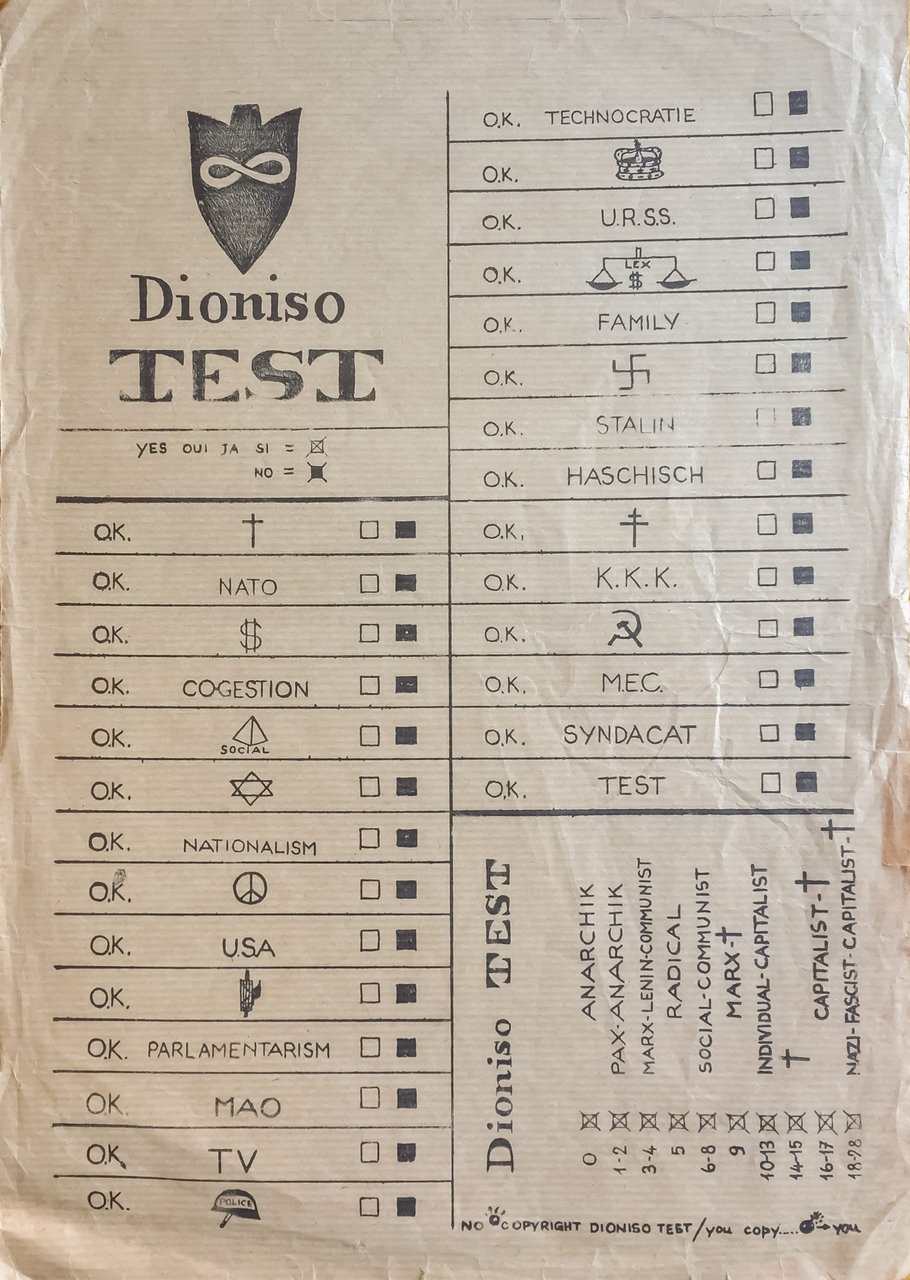 Dioniso
TEST
YES OUI JA SI =
NO =
O.K.
O.K. NATO
O.K. $
O.K. COGESTION
O.K. SOCIAL
O.K.
O.K. NATIONALISM
O.K.
O.K. U.S.A
O.K.
O.K. PARLAMENTARISM
O.K. MAO
O.K. TV
O.K. POLICE
O.K. TECHNOCRATIE
O.K.
O.K. U.R.S.S.
O.K. LEX $
O.K. FAMILY
O.K.
O.K. STALIN
O.K. HASCHISCH
O.K.
O.K. K.K.K.
O.K.
O.K. M.E.C.
O.K. SYNDACAT
O.K. TEST
Dioniso TEST
0 ANARCHIK
1-2 PAX-ANARCHIK
3-4 MARX-LENIN-COMMUNIST
5 RADICAL
6-8 SOCIAL-COMMUNIST
9 MARX-✝
10-13 INDIVIDUAL-CAPITALIST
14-15 ✝
16-17 CAPITALIST-✝
18-28 NAZI-FASCIST-CAPITALIST-✝
NO COPYRIGHT DIONISO TEST/you copy..... you